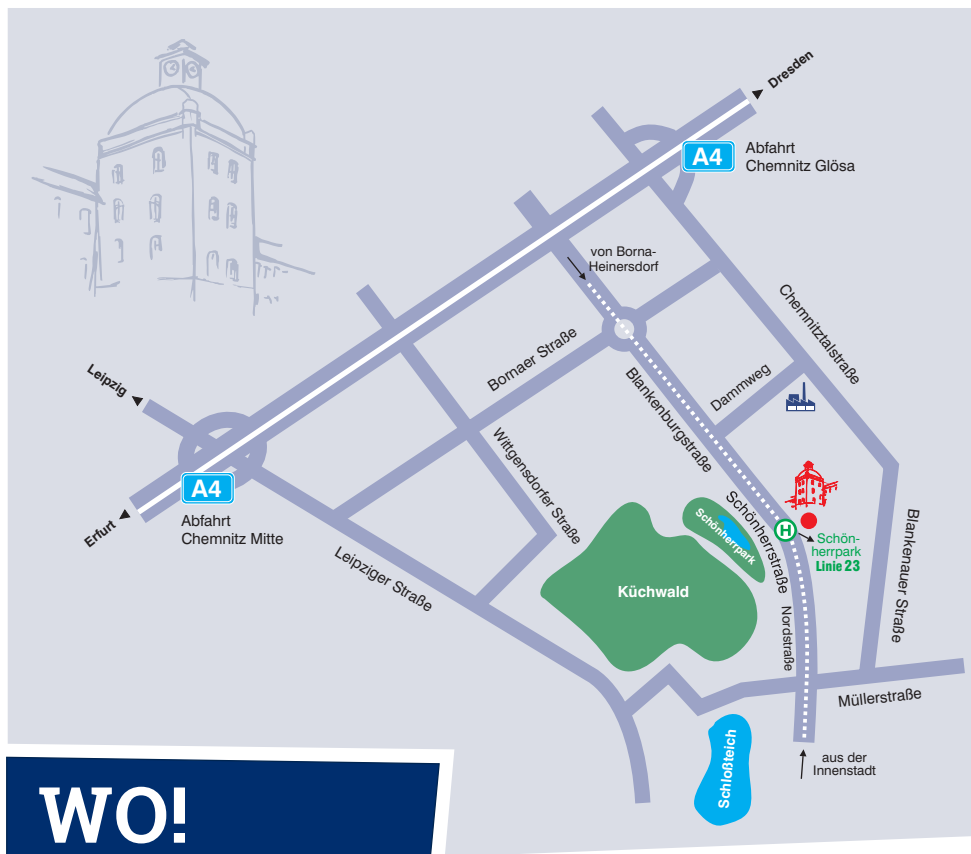 Dresden
A4
Abfahrt
Chemnitz Glösa
von Borna-
Heinersdorf
Chemnitztalstraße
Bornaer Straße
Leipzig
Dammweg
Blankenburgstraße
Wittgensdorfer Straße
A4
Abfahrt
Chemnitz Mitte
Erfurt
Leipziger Straße
Schönherrpark
Schönherrstraße
H
Schön-
herrpark
Linie 23
Blankenauer Straße
Küchwald
Nordstraße
Müllerstraße
Schloßteich
aus der
Innenstadt
WO!